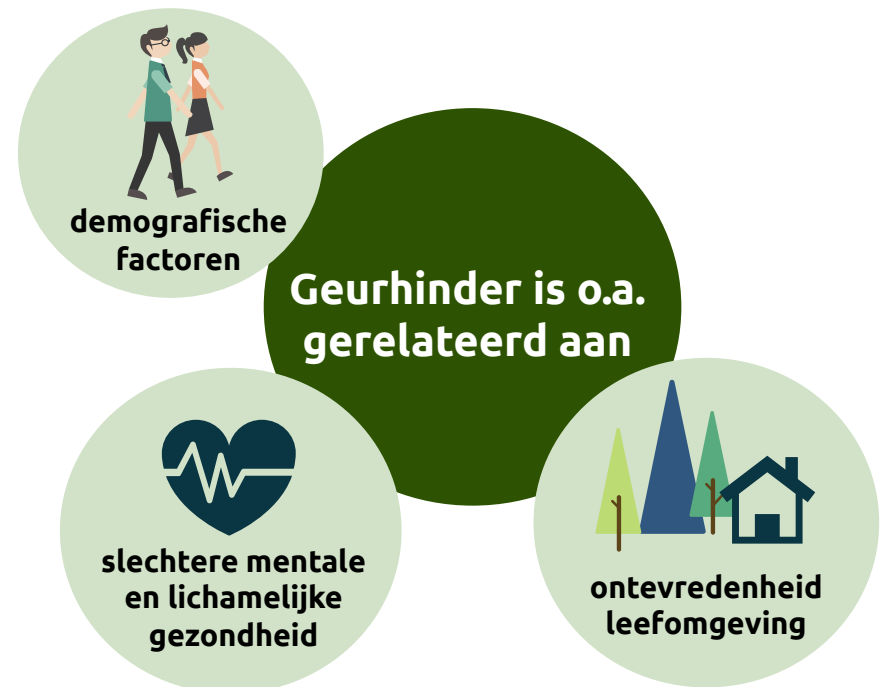 demografische
factoren
Geurhinder is o.a.
gerelateerd aan
slechtere mentale
en lichamelijke
gezondheid
ontevredenheid
leefomgeving